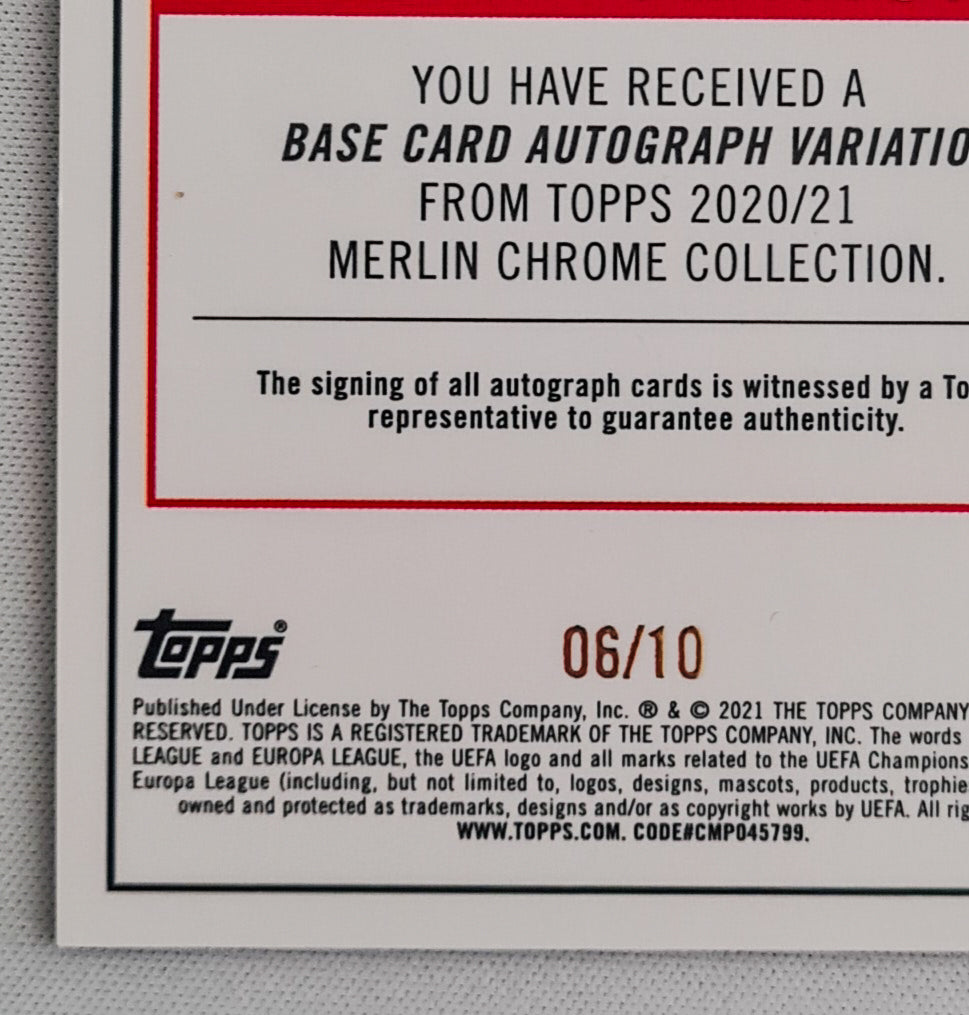 YOU HAVE RECEIVED A
BASE CARD AUTOGRAPH VARIATIO
FROM TOPPS 2020/21
MERLIN CHROME COLLECTION.
The signing of all autograph cards is witnessed by a To
representative to guarantee authenticity.
Topps®
06/10
Published Under License by The Topps Company, Inc. ® & © 2021 THE TOPPS COMPANY
RESERVED. TOPPS IS A REGISTERED TRADEMARK OF THE TOPPS COMPANY, INC. The words
LEAGUE and EUROPA LEAGUE, the UEFA logo and all marks related to the UEFA Champions
Europa League (including, but not limited to, logos, designs, mascots, products, trophie
owned and protected as trademarks, designs and/or as copyright works by UEFA. All rig
WWW.TOPPS.COM. CODE#CMP045799.